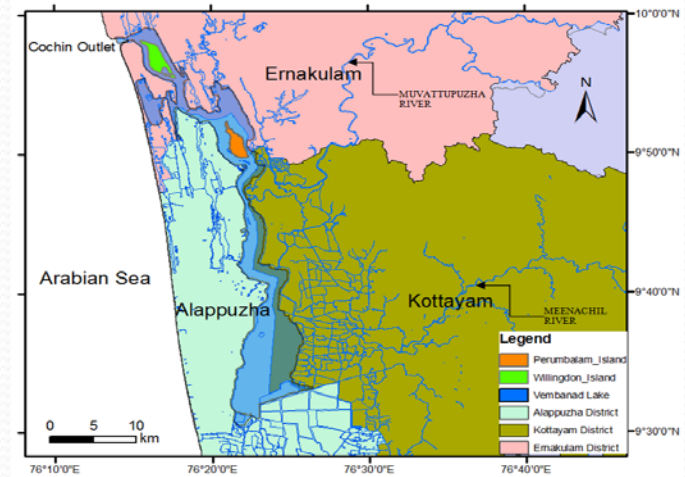 10°0'0"N
Cochin Outlet
Ernakulam
N
MUVATTUPUZHA
RIVER
9°50'0"N
Arabian Sea
Alappuzha
Kottayam
9°40'0"N
MEENACHIL
RIVER
Legend
Perumbalam_Island
Willingdon_Island
Vembanad Lake
Alappuzha District
Kottayam District
Ernakulam District
0 5 10
km
9°30'0"N
76°10'0"E 76°20'0"E 76°30'0"E 76°40'0"E